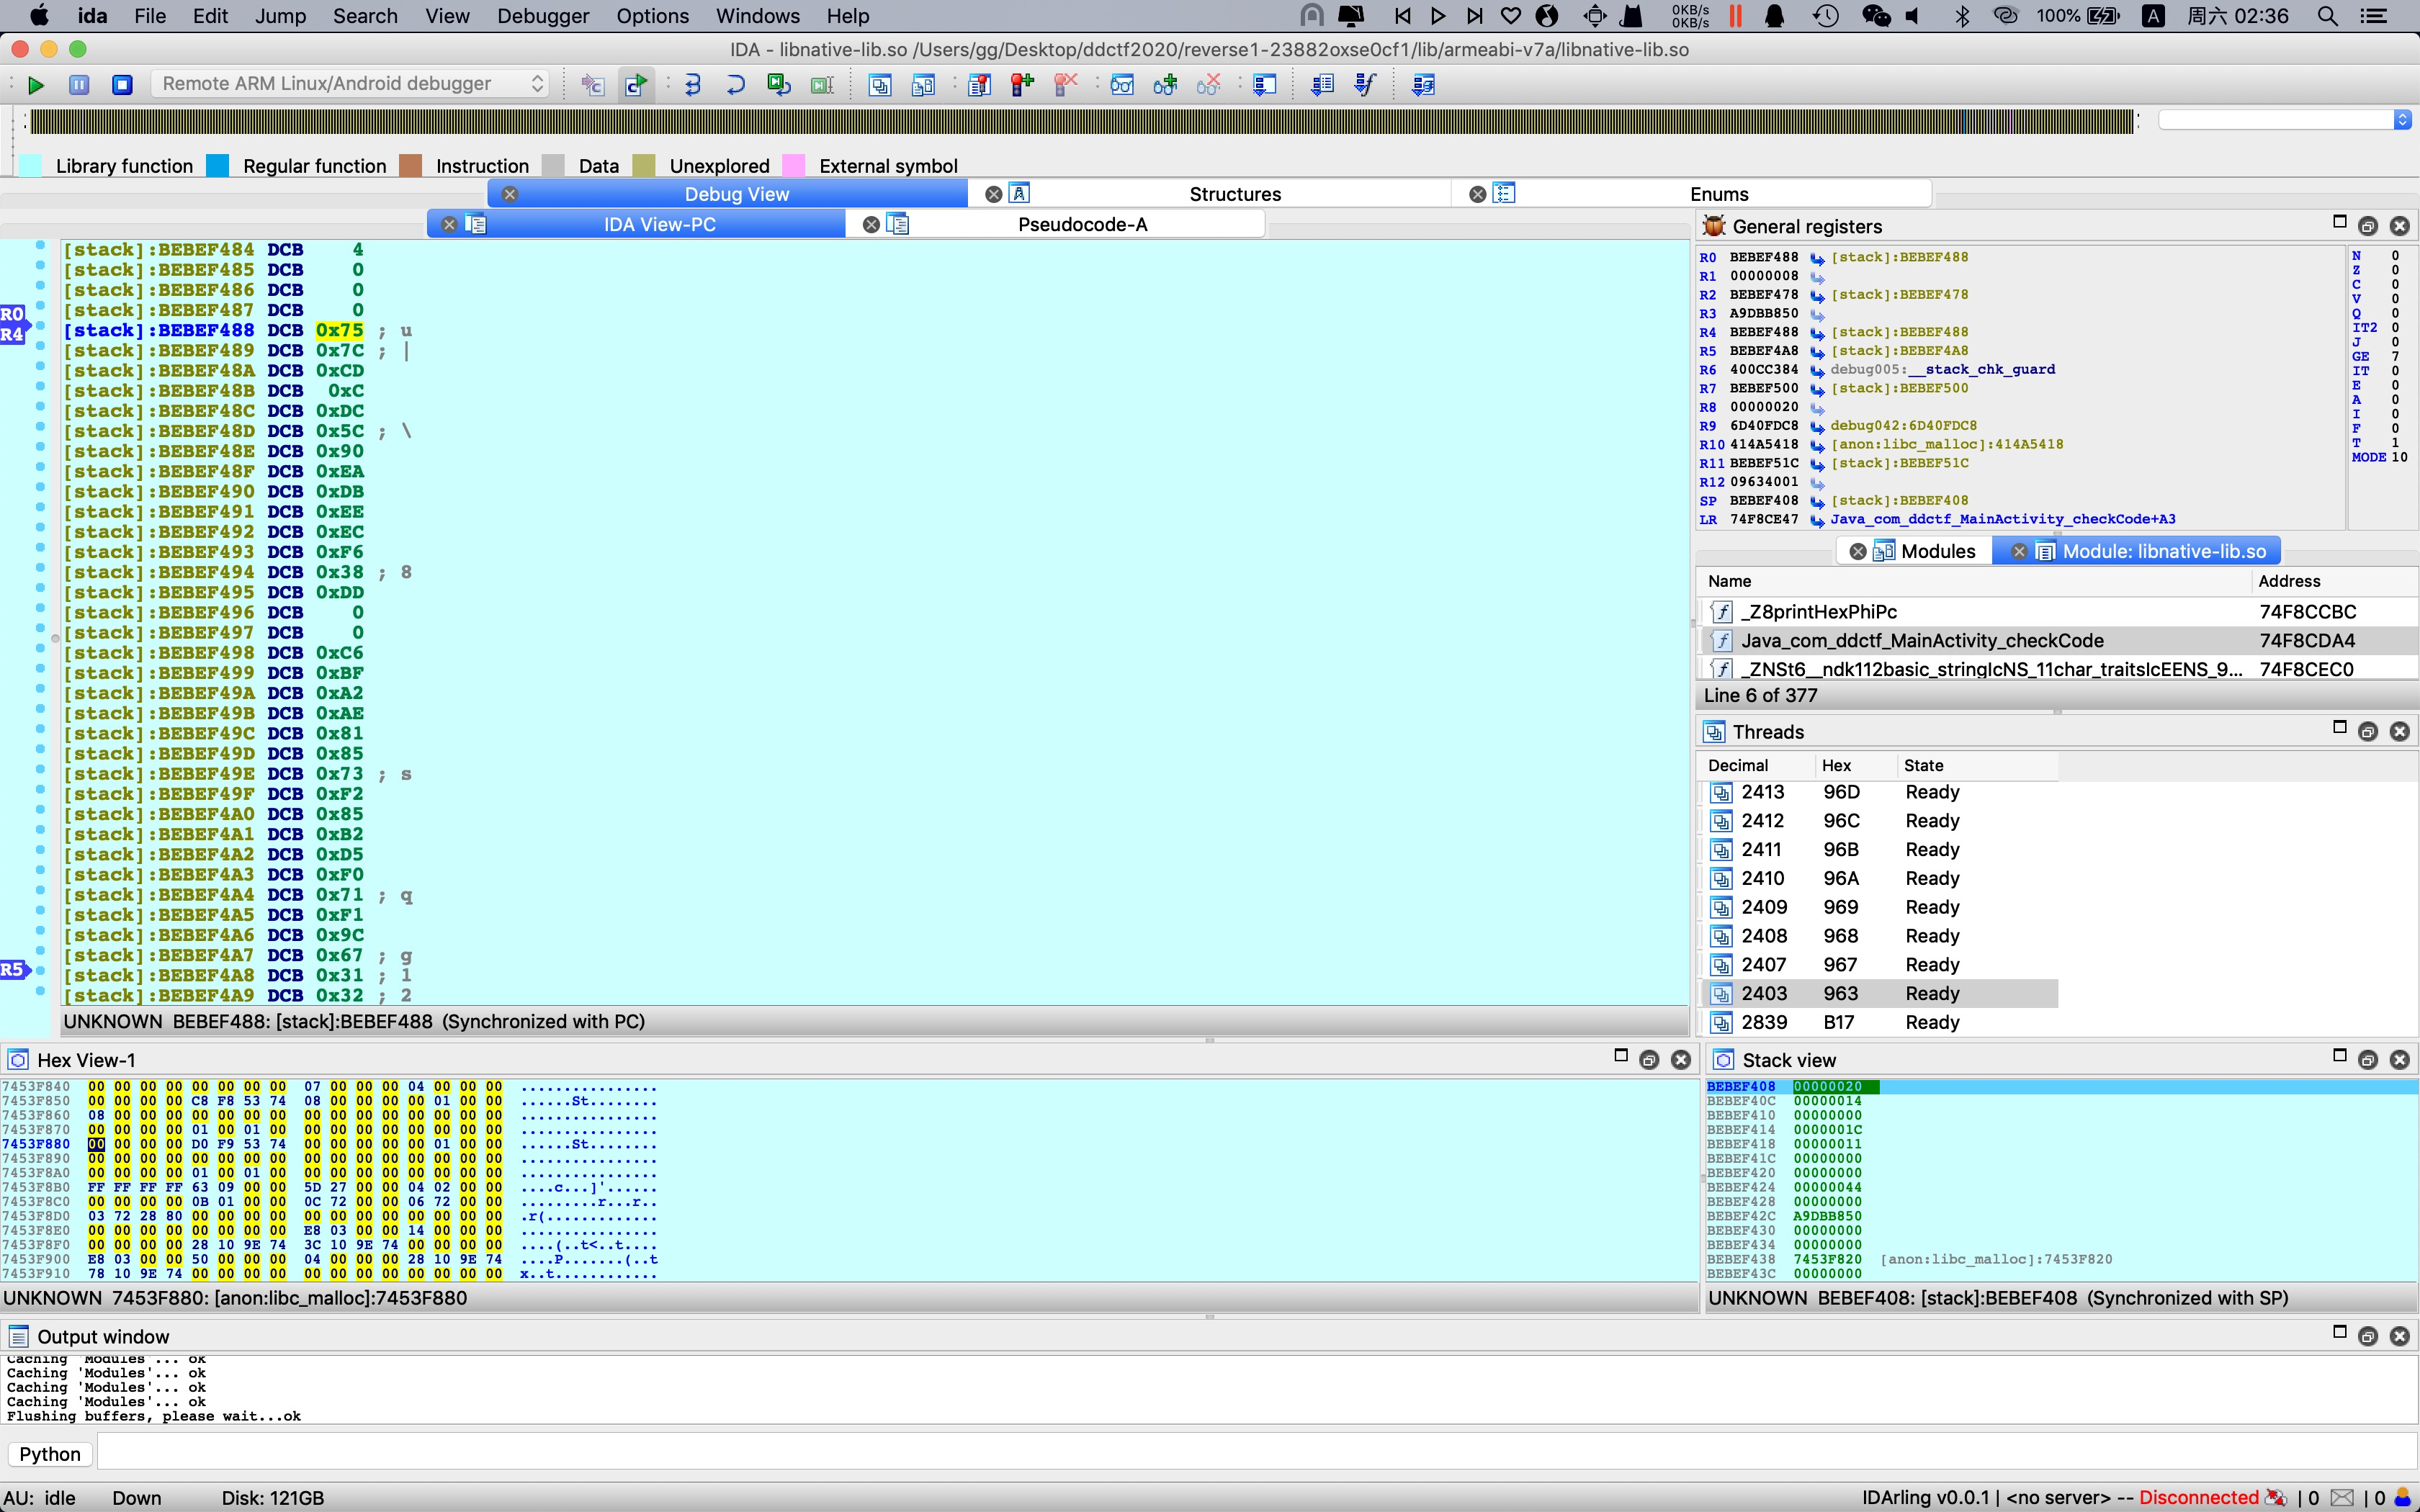 ida File Edit Jump Search View Debugger Options Windows Help 0KB/s 0KB/s 100% A 周六 02:36
IDA - libnative-lib.so /Users/gg/Desktop/ddctf2020/reverse1-23882oxse0cf1/lib/armeabi-v7a/libnative-lib.so
Remote ARM Linux/Android debugger
Library function Regular function Instruction Data Unexplored External symbol
Debug View Structures Enums
IDA View-PC Pseudocode-A
[stack]:BEBEF484 DCB 4
[stack]:BEBEF485 DCB 0
[stack]:BEBEF486 DCB 0
[stack]:BEBEF487 DCB 0
R0
R4
[stack]:BEBEF488 DCB 0x75 ; u
[stack]:BEBEF489 DCB 0x7C ; |
[stack]:BEBEF48A DCB 0xCD
[stack]:BEBEF48B DCB 0xC
[stack]:BEBEF48C DCB 0xDC
[stack]:BEBEF48D DCB 0x5C ; \
[stack]:BEBEF48E DCB 0x90
[stack]:BEBEF48F DCB 0xEA
[stack]:BEBEF490 DCB 0xDB
[stack]:BEBEF491 DCB 0xEE
[stack]:BEBEF492 DCB 0xEC
[stack]:BEBEF493 DCB 0xF6
[stack]:BEBEF494 DCB 0x38 ; 8
[stack]:BEBEF495 DCB 0xDD
[stack]:BEBEF496 DCB 0
[stack]:BEBEF497 DCB 0
[stack]:BEBEF498 DCB 0xC6
[stack]:BEBEF499 DCB 0xBF
[stack]:BEBEF49A DCB 0xA2
[stack]:BEBEF49B DCB 0xAE
[stack]:BEBEF49C DCB 0x81
[stack]:BEBEF49D DCB 0x85
[stack]:BEBEF49E DCB 0x73 ; s
[stack]:BEBEF49F DCB 0xF2
[stack]:BEBEF4A0 DCB 0x85
[stack]:BEBEF4A1 DCB 0xB2
[stack]:BEBEF4A2 DCB 0xD5
[stack]:BEBEF4A3 DCB 0xF0
[stack]:BEBEF4A4 DCB 0x71 ; q
[stack]:BEBEF4A5 DCB 0xF1
[stack]:BEBEF4A6 DCB 0x9C
[stack]:BEBEF4A7 DCB 0x67 ; g
R5
[stack]:BEBEF4A8 DCB 0x31 ; 1
[stack]:BEBEF4A9 DCB 0x32 ; 2
UNKNOWN BEBEF488: [stack]:BEBEF488 (Synchronized with PC)
General registers
R0 BEBEF488 [stack]:BEBEF488
R1 00000008
R2 BEBEF478 [stack]:BEBEF478
R3 A9DBB850
R4 BEBEF488 [stack]:BEBEF488
R5 BEBEF4A8 [stack]:BEBEF4A8
R6 400CC384 debug005:__stack_chk_guard
R7 BEBEF500 [stack]:BEBEF500
R8 00000020
R9 6D40FDC8 debug042:6D40FDC8
R10 414A5418 [anon:libc_malloc]:414A5418
R11 BEBEF51C [stack]:BEBEF51C
R12 09634001
SP BEBEF408 [stack]:BEBEF408
LR 74F8CE47 Java_com_ddctf_MainActivity_checkCode+A3
N 0
Z 0
C 0
V 0
Q 0
IT2 0
J 0
GE 7
IT 0
E 0
A 0
I 0
F 0
T 1
MODE 10
Modules Module: libnative-lib.so
Name Address
_Z8printHexPhiPc 74F8CCBC
Java_com_ddctf_MainActivity_checkCode 74F8CDA4
_ZNSt6__ndk112basic_stringIcNS_11char_traitsIcEENS_9... 74F8CEC0
Line 6 of 377
Threads
Decimal Hex State
2413 96D Ready
2412 96C Ready
2411 96B Ready
2410 96A Ready
2409 969 Ready
2408 968 Ready
2407 967 Ready
2403 963 Ready
2839 B17 Ready
Hex View-1
7453F840 00 00 00 00 00 00 00 00 07 00 00 00 04 00 00 00 ................
7453F850 00 00 00 00 C8 F8 53 74 08 00 00 00 00 01 00 00 ......St........
7453F860 08 00 00 00 00 00 00 00 00 00 00 00 00 00 00 00 ................
7453F870 00 00 00 00 01 00 01 00 00 00 00 00 00 00 00 00 ................
7453F880 00 00 00 00 D0 F9 53 74 00 00 00 00 00 01 00 00 ......St........
7453F890 00 00 00 00 00 00 00 00 00 00 00 00 00 00 00 00 ................
7453F8A0 00 00 00 00 01 00 01 00 00 00 00 00 00 00 00 00 ................
7453F8B0 FF FF FF FF 63 09 00 00 5D 27 00 00 04 02 00 00 ....c...]'......
7453F8C0 00 00 00 00 0B 01 00 00 0C 72 00 00 06 72 00 00 .........r...r..
7453F8D0 03 72 28 80 00 00 00 00 00 00 00 00 00 00 00 00 .r(.............
7453F8E0 00 00 00 00 00 00 00 00 E8 03 00 00 14 00 00 00 ................
7453F8F0 00 00 00 00 28 10 9E 74 3C 10 9E 74 00 00 00 00 ....(..t<..t....
7453F900 E8 03 00 00 50 00 00 00 04 00 00 00 28 10 9E 74 ....P.......(..t
7453F910 78 10 9E 74 00 00 00 00 00 00 00 00 00 00 00 00 x..t............
UNKNOWN 7453F880: [anon:libc_malloc]:7453F880
Stack view
BEBEF408 00000020
BEBEF40C 00000014
BEBEF410 00000000
BEBEF414 0000001C
BEBEF418 00000011
BEBEF41C 00000000
BEBEF420 00000000
BEBEF424 00000044
BEBEF428 00000000
BEBEF42C A9DBB850
BEBEF430 00000000
BEBEF434 00000000
BEBEF438 7453F820 [anon:libc_malloc]:7453F820
BEBEF43C 00000000
UNKNOWN BEBEF408: [stack]:BEBEF408 (Synchronized with SP)
Output window
Caching 'Modules'... ok
Caching 'Modules'... ok
Caching 'Modules'... ok
Caching 'Modules'... ok
Flushing buffers, please wait...ok
Python
AU: idle Down Disk: 121GB IDArling v0.0.1 | <no server> -- Disconnected | 0 | 0